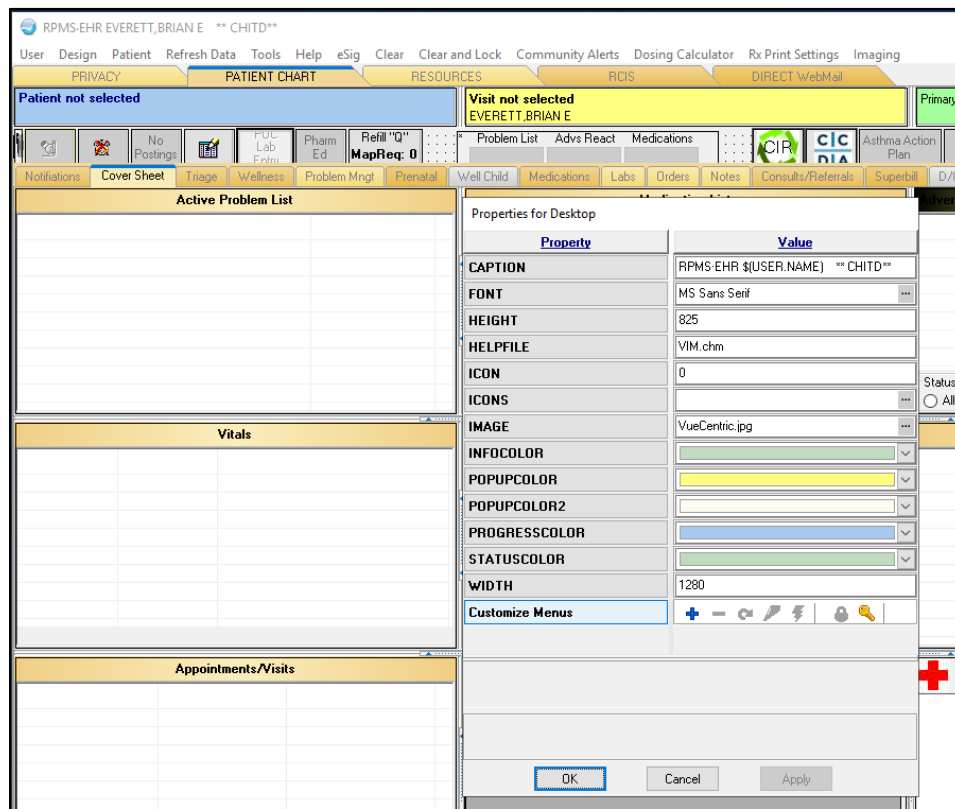 RPMS-EHR EVERETT,BRIAN E ** CHITD**
User Design Patient Refresh Data Tools Help eSig Clear Clear and Lock Community Alerts Dosing Calculator Rx Print Settings Imaging
PRIVACY PATIENT CHART RESOURCES RCIS DIRECT WebMail
Patient not selected
Visit not selected
EVERETT,BRIAN E
Primary
No Postings
POC Lab Entry
Pharm Ed
Refill "Q"
MapReq: 0
Problem List Advs React Medications
CIR
Asthma Action Plan
Notifiations Cover Sheet Triage Wellness Problem Mngt Prenatal Well Child Medications Labs Orders Notes Consults/Referrals Superbill D/
Active Problem List
Adver
Properties for Desktop
Property Value
CAPTION RPMS-EHR $(USER.NAME) ** CHITD**
FONT MS Sans Serif ...
HEIGHT 825
HELPFILE VIM.chm
ICON 0
ICONS ...
IMAGE VueCentric.jpg ...
INFOCOLOR
POPUPCOLOR
POPUPCOLOR2
PROGRESSCOLOR
STATUSCOLOR
WIDTH 1280
Customize Menus
Status
All
Vitals
Appointments/Visits
OK Cancel Apply